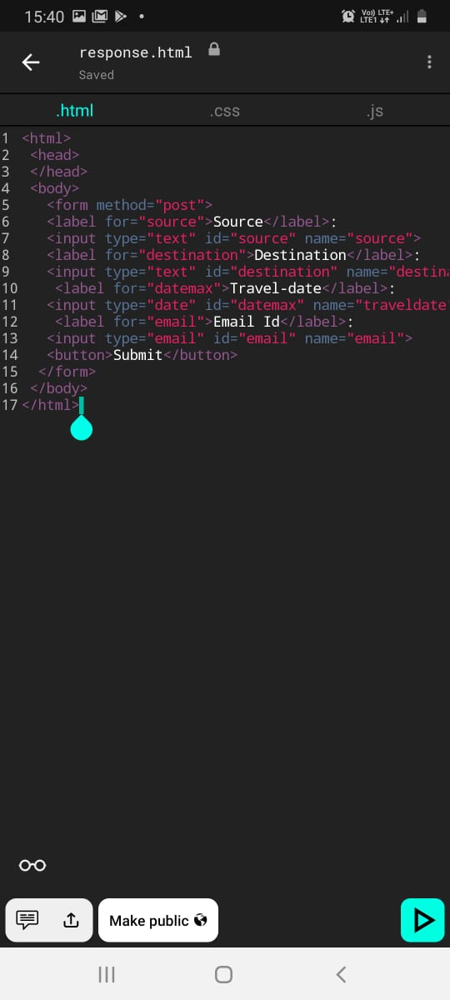 15:40 Vo) LTE+ LTE1
response.html
Saved
.html .css .js
1 <html>
2 <head>
3 </head>
4 <body>
5 <form method="post">
6 <label for="source">Source</label>:
7 <input type="text" id="source" name="source">
8 <label for="destination">Destination</label>:
9 <input type="text" id="destination" name="destina
10 <label for="datemax">Travel-date</label>:
11 <input type="date" id="datemax" name="traveldate
12 <label for="email">Email Id</label>:
13 <input type="email" id="email" name="email">
14 <button>Submit</button>
15 </form>
16 </body>
17 </html>
Make public